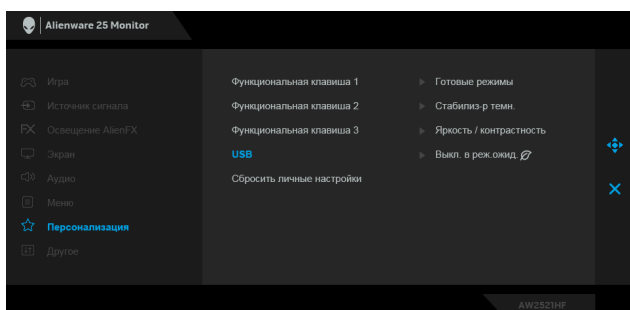 Alienware 25 Monitor
Игра
Функциональная клавиша 1 Готовые режимы
Источник сигнала
Функциональная клавиша 2 Стабилиз-р темн.
FX Освещение AlienFX
Функциональная клавиша 3 Яркость / контрастность
Экран
USB Выкл. в реж.ожид.
Аудио
Сбросить личные настройки
Меню
Персонализация
Другое
AW2521HF